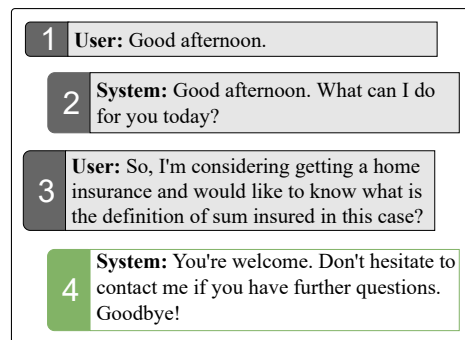 1 User: Good afternoon.
2 System: Good afternoon. What can I do
for you today?
3 User: So, I'm considering getting a home
insurance and would like to know what is
the definition of sum insured in this case?
4 System: You're welcome. Don't hesitate to
contact me if you have further questions.
Goodbye!